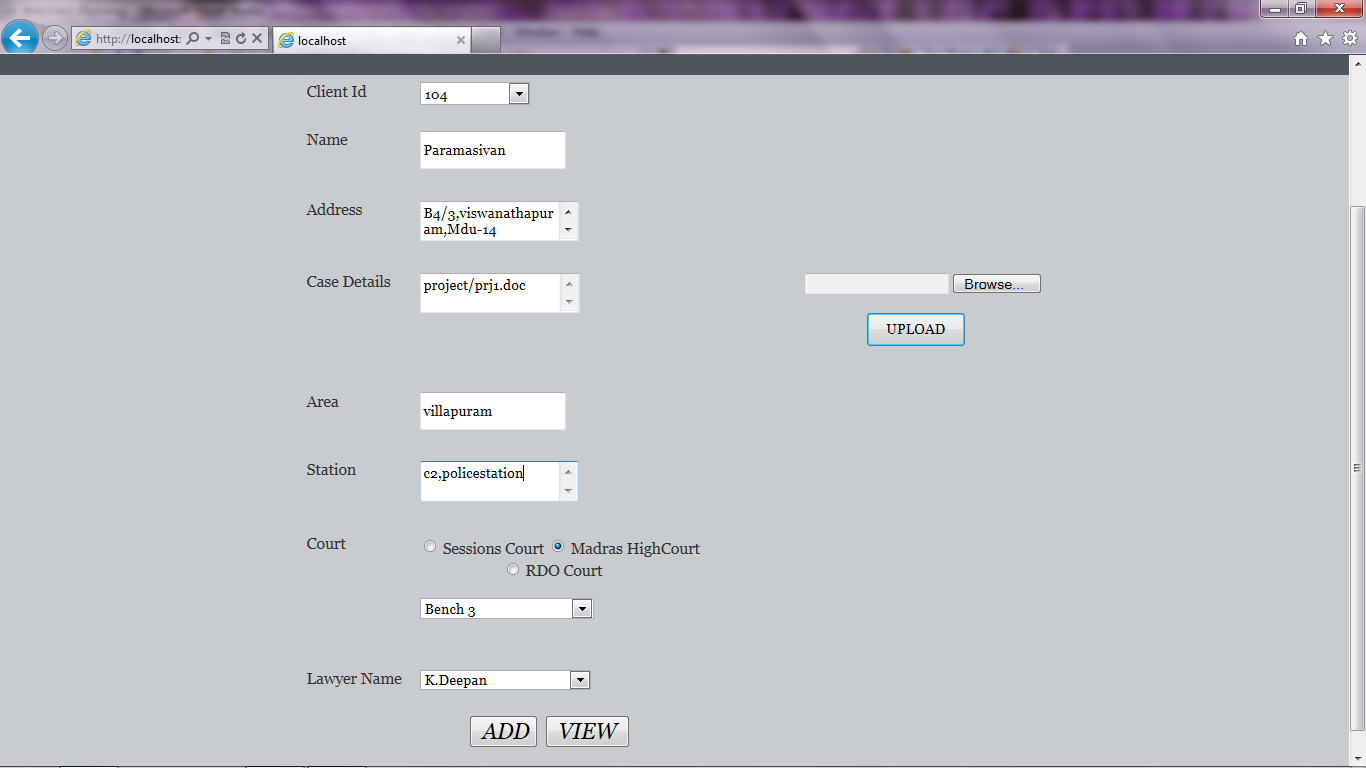 http://localhost:
localhost
Client Id
104
Name
Paramasivan
Address
B4/3,viswanathapur
am,Mdu-14
Case Details
project/prj1.doc
Browse...
UPLOAD
Area
villapuram
Station
c2,policestation
Court
Sessions Court
Madras HighCourt
RDO Court
Bench 3
Lawyer Name
K.Deepan
ADD
VIEW